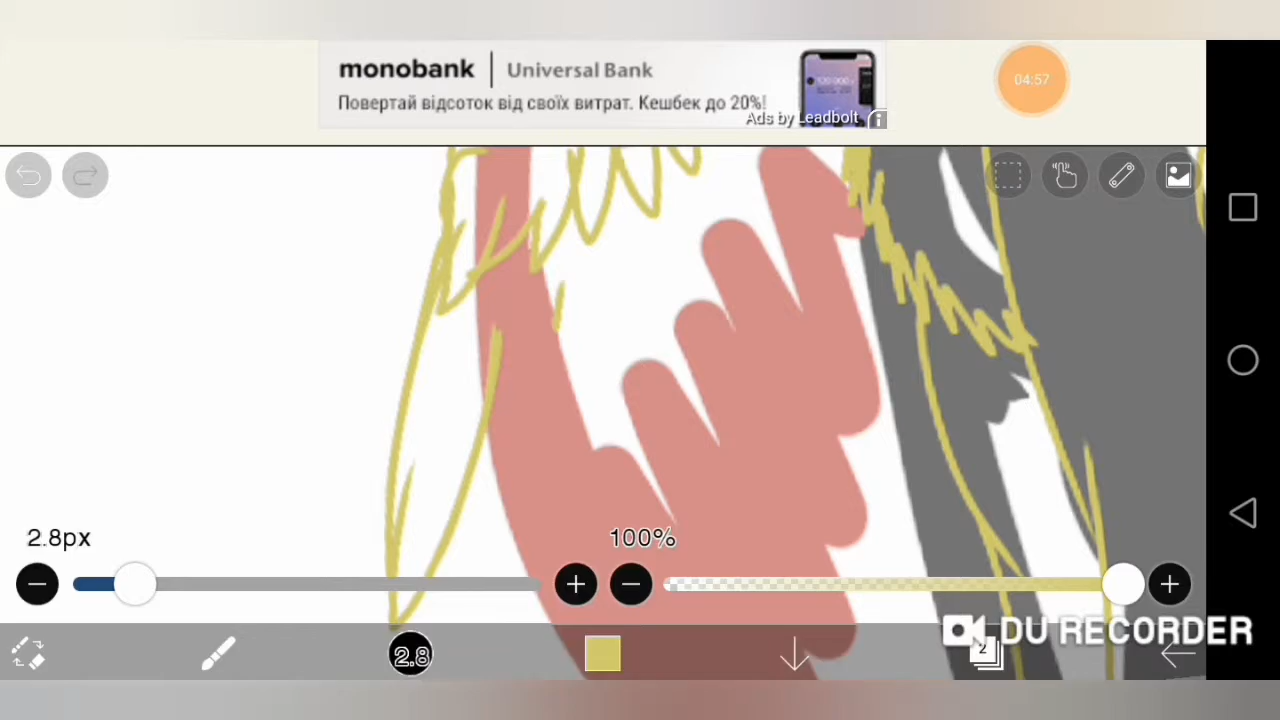 monobank | Universal Bank
Повертай відсоток від своїх витрат. Кешбек до 20%!
Ads by Leadbolt
04:57
2.8px
100%
DU RECORDER
2.8
2